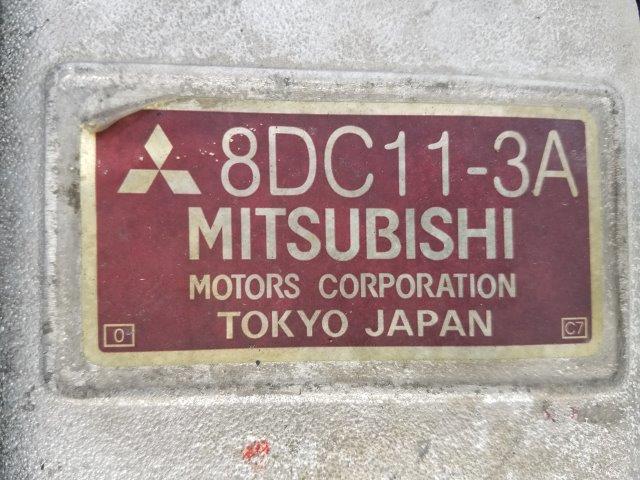 8DC11-3A
MITSUBISHI
MOTORS CORPORATION
TOKYO JAPAN
0 C7